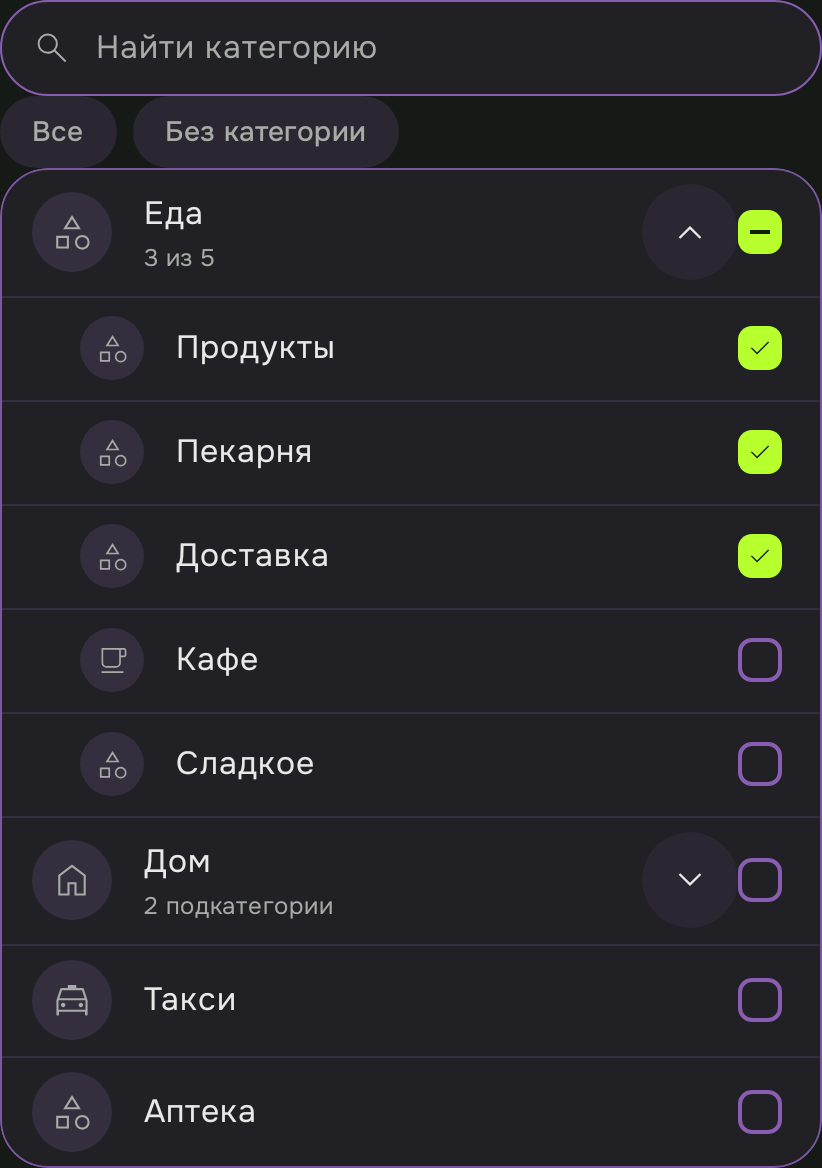 Найти категорию
Все
Без категории
Еда
3 из 5
Продукты
Пекарня
Доставка
Кафе
Сладкое
Дом
2 подкатегории
Такси
Аптека